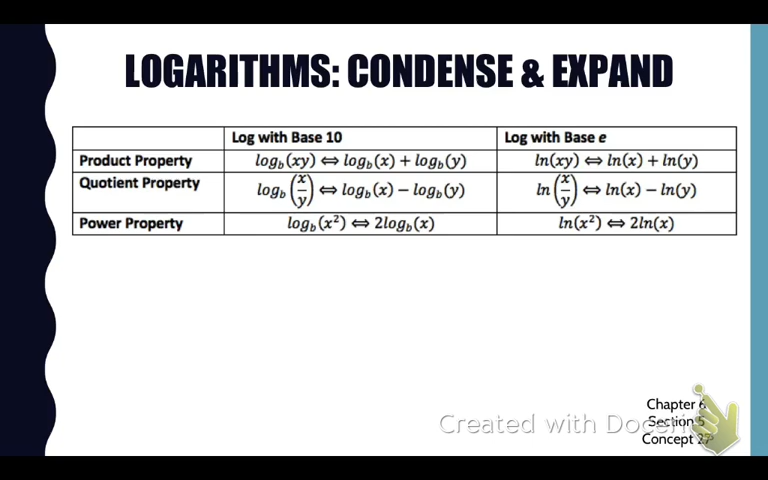 LOGARITHMS: CONDENSE & EXPAND
Log with Base 10 Log with Base e
Product Property log_b(xy) ⇔ log_b(x) + log_b(y) ln(xy) ⇔ ln(x) + ln(y)
Quotient Property log_b(x/y) ⇔ log_b(x) − log_b(y) ln(x/y) ⇔ ln(x) − ln(y)
Power Property log_b(x²) ⇔ 2log_b(x) ln(x²) ⇔ 2ln(x)
Chapter 6
Created with
Section 5
Concept